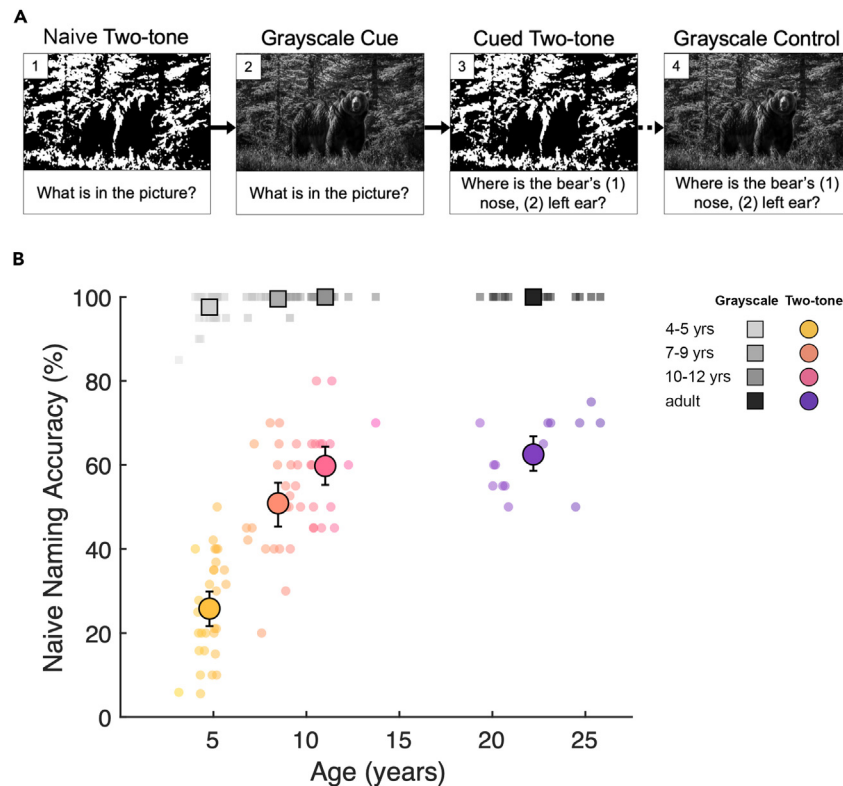 A
Naive Two-tone
Grayscale Cue
Cued Two-tone
Grayscale Control
1
2
3
4
What is in the picture?
What is in the picture?
Where is the bear's (1)
nose, (2) left ear?
Where is the bear's (1)
nose, (2) left ear?
B
Naive Naming Accuracy (%)
100
80
60
40
20
0
5
10
15
20
25
Age (years)
Grayscale Two-tone
4-5 yrs
7-9 yrs
10-12 yrs
adult